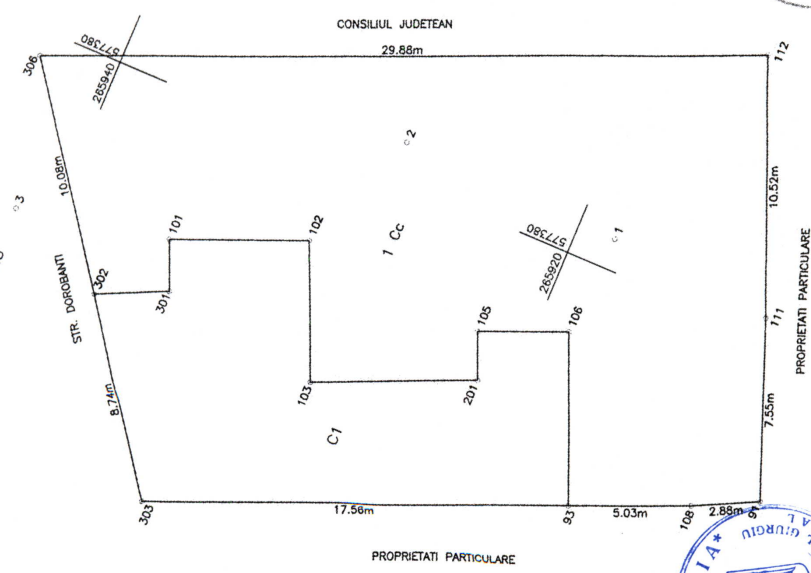 CONSILIUL JUDETEAN
29.88m
306
577380
265940
112
10.08m
2
10.52m
3
101
102
1 Cc
577380
265920
1
302
301
STR. DOROBANTI
105
106
111
PROPRIETATI PARTICULARE
103
201
8.74m
C1
7.55m
303
17.56m
93
5.03m
108
2.88m
91
PROPRIETATI PARTICULARE
GIURGIU